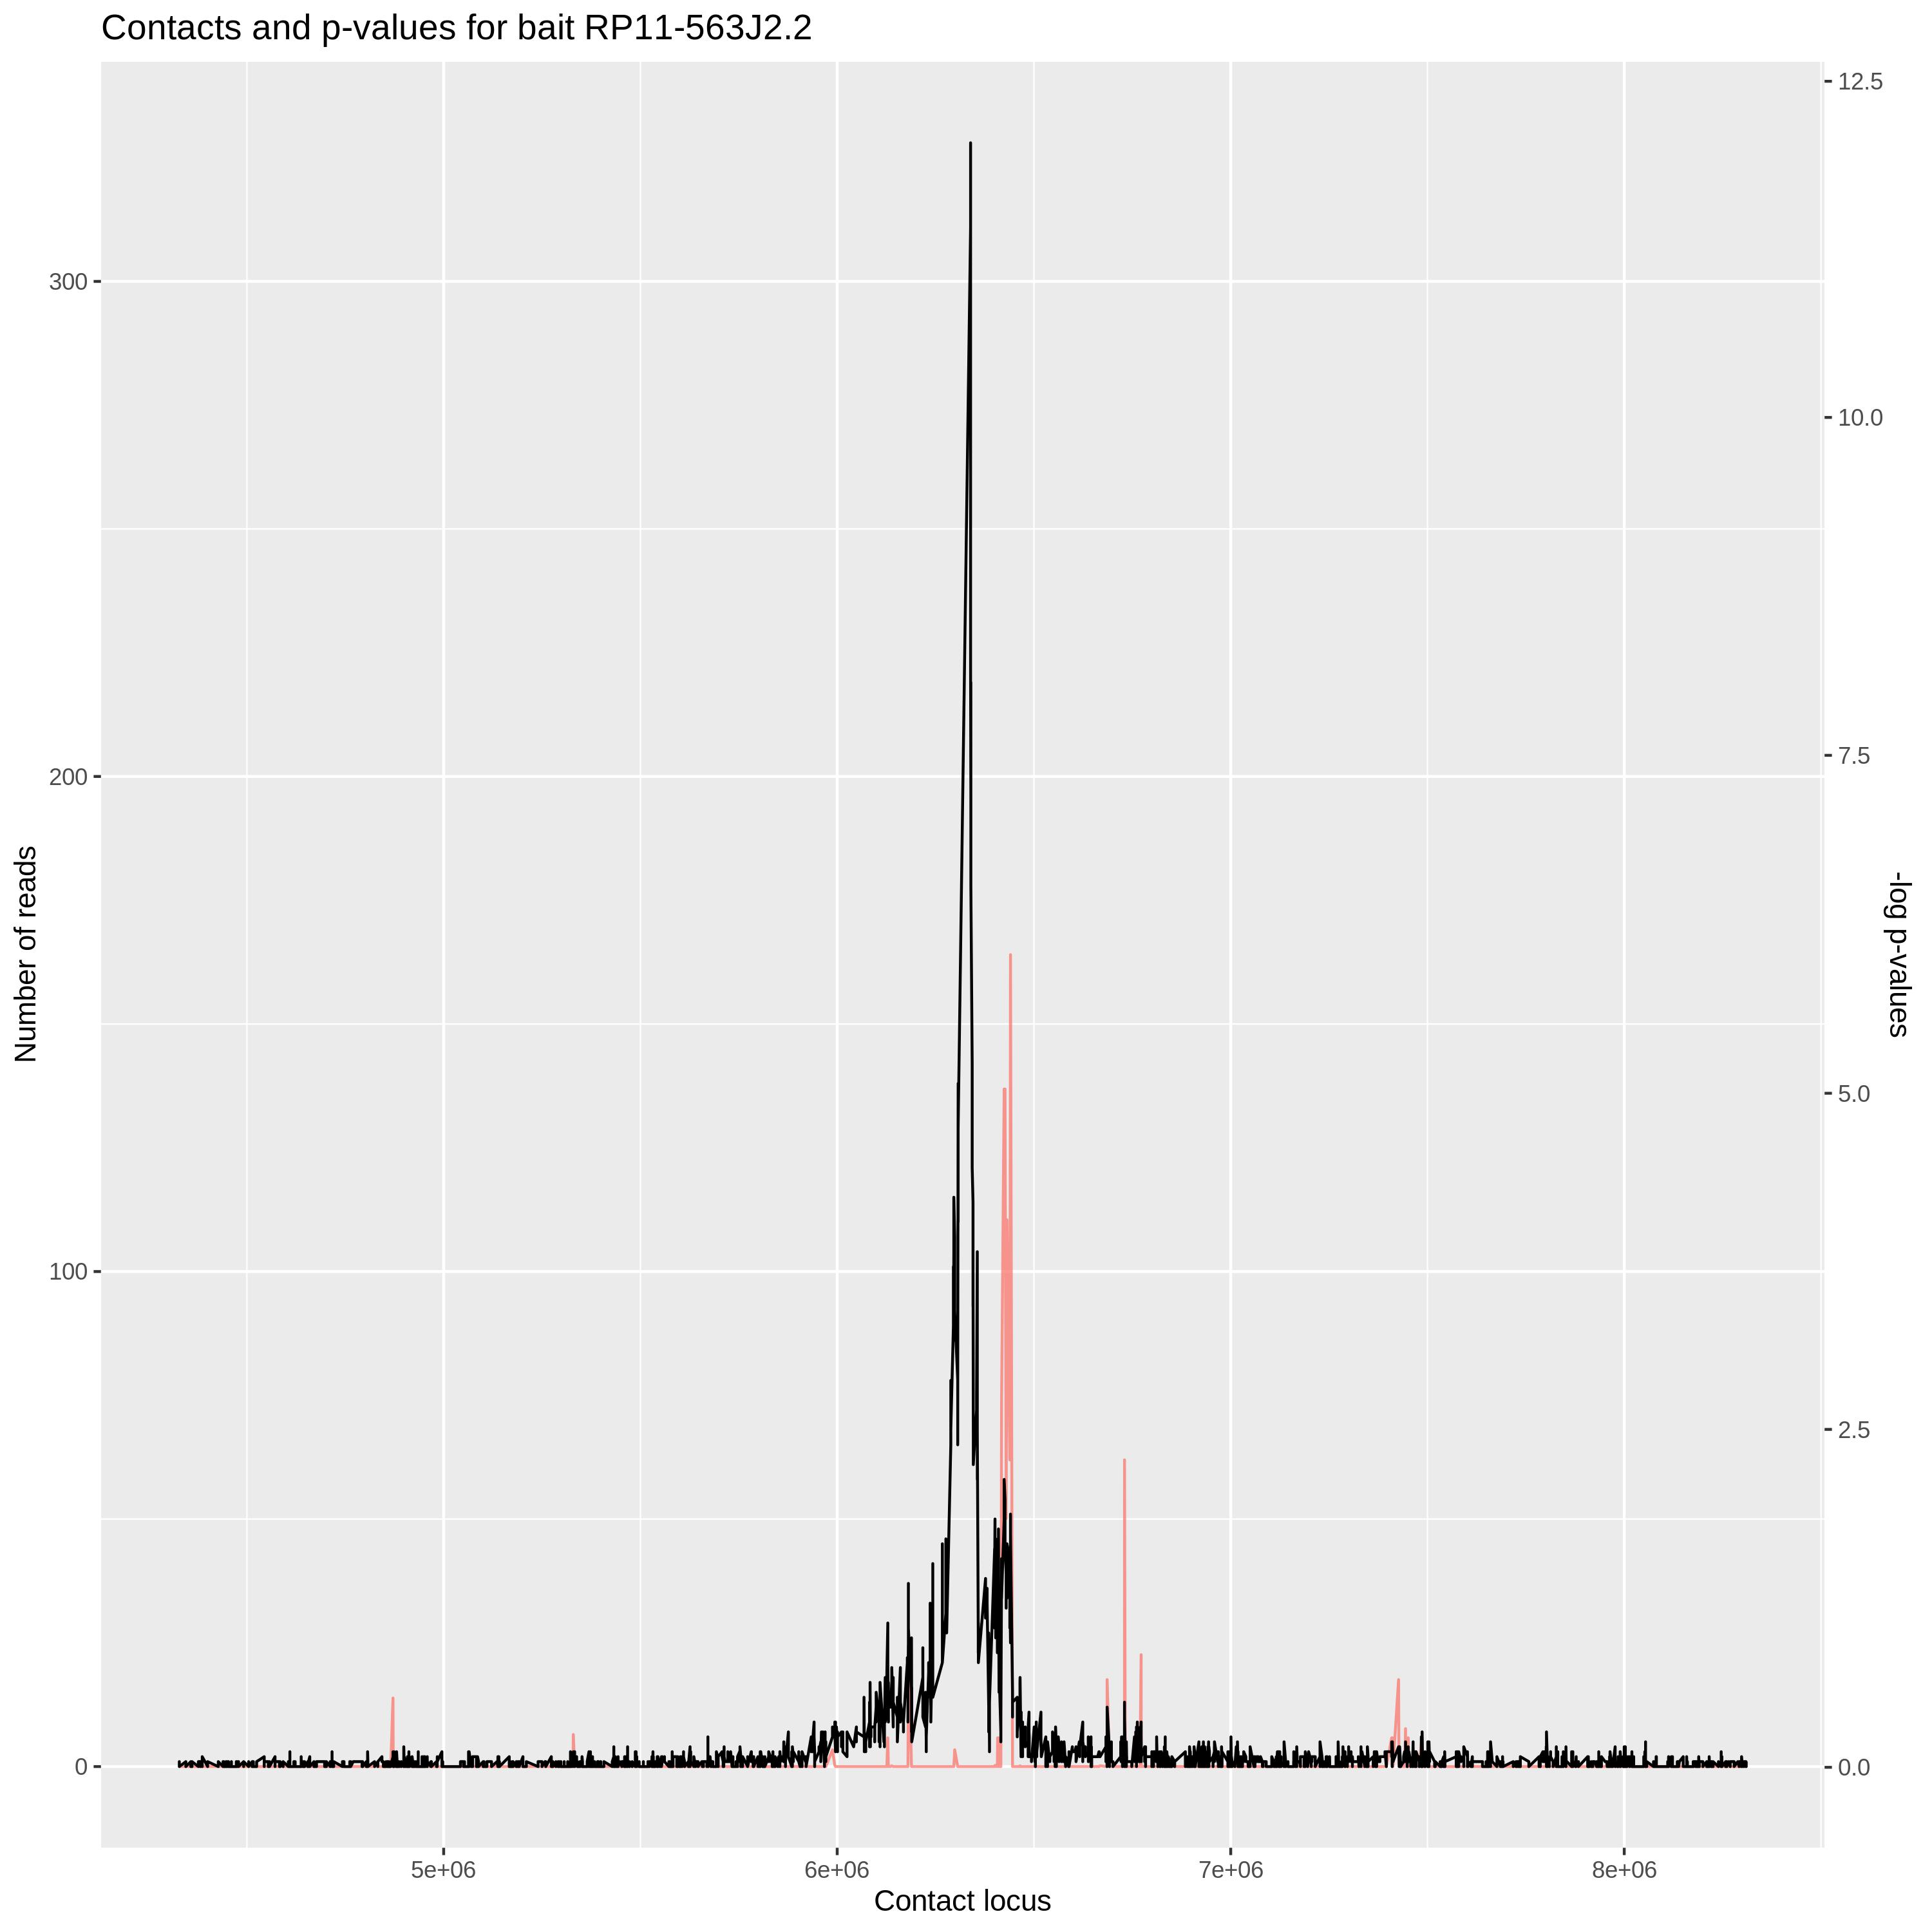 Contacts and p-values for bait RP11-563J2.2
12.5
10.0
7.5
5.0
2.5
0.0
300
200
100
0
Number of reads
-log p-values
5e+06
6e+06
7e+06
8e+06
Contact locus